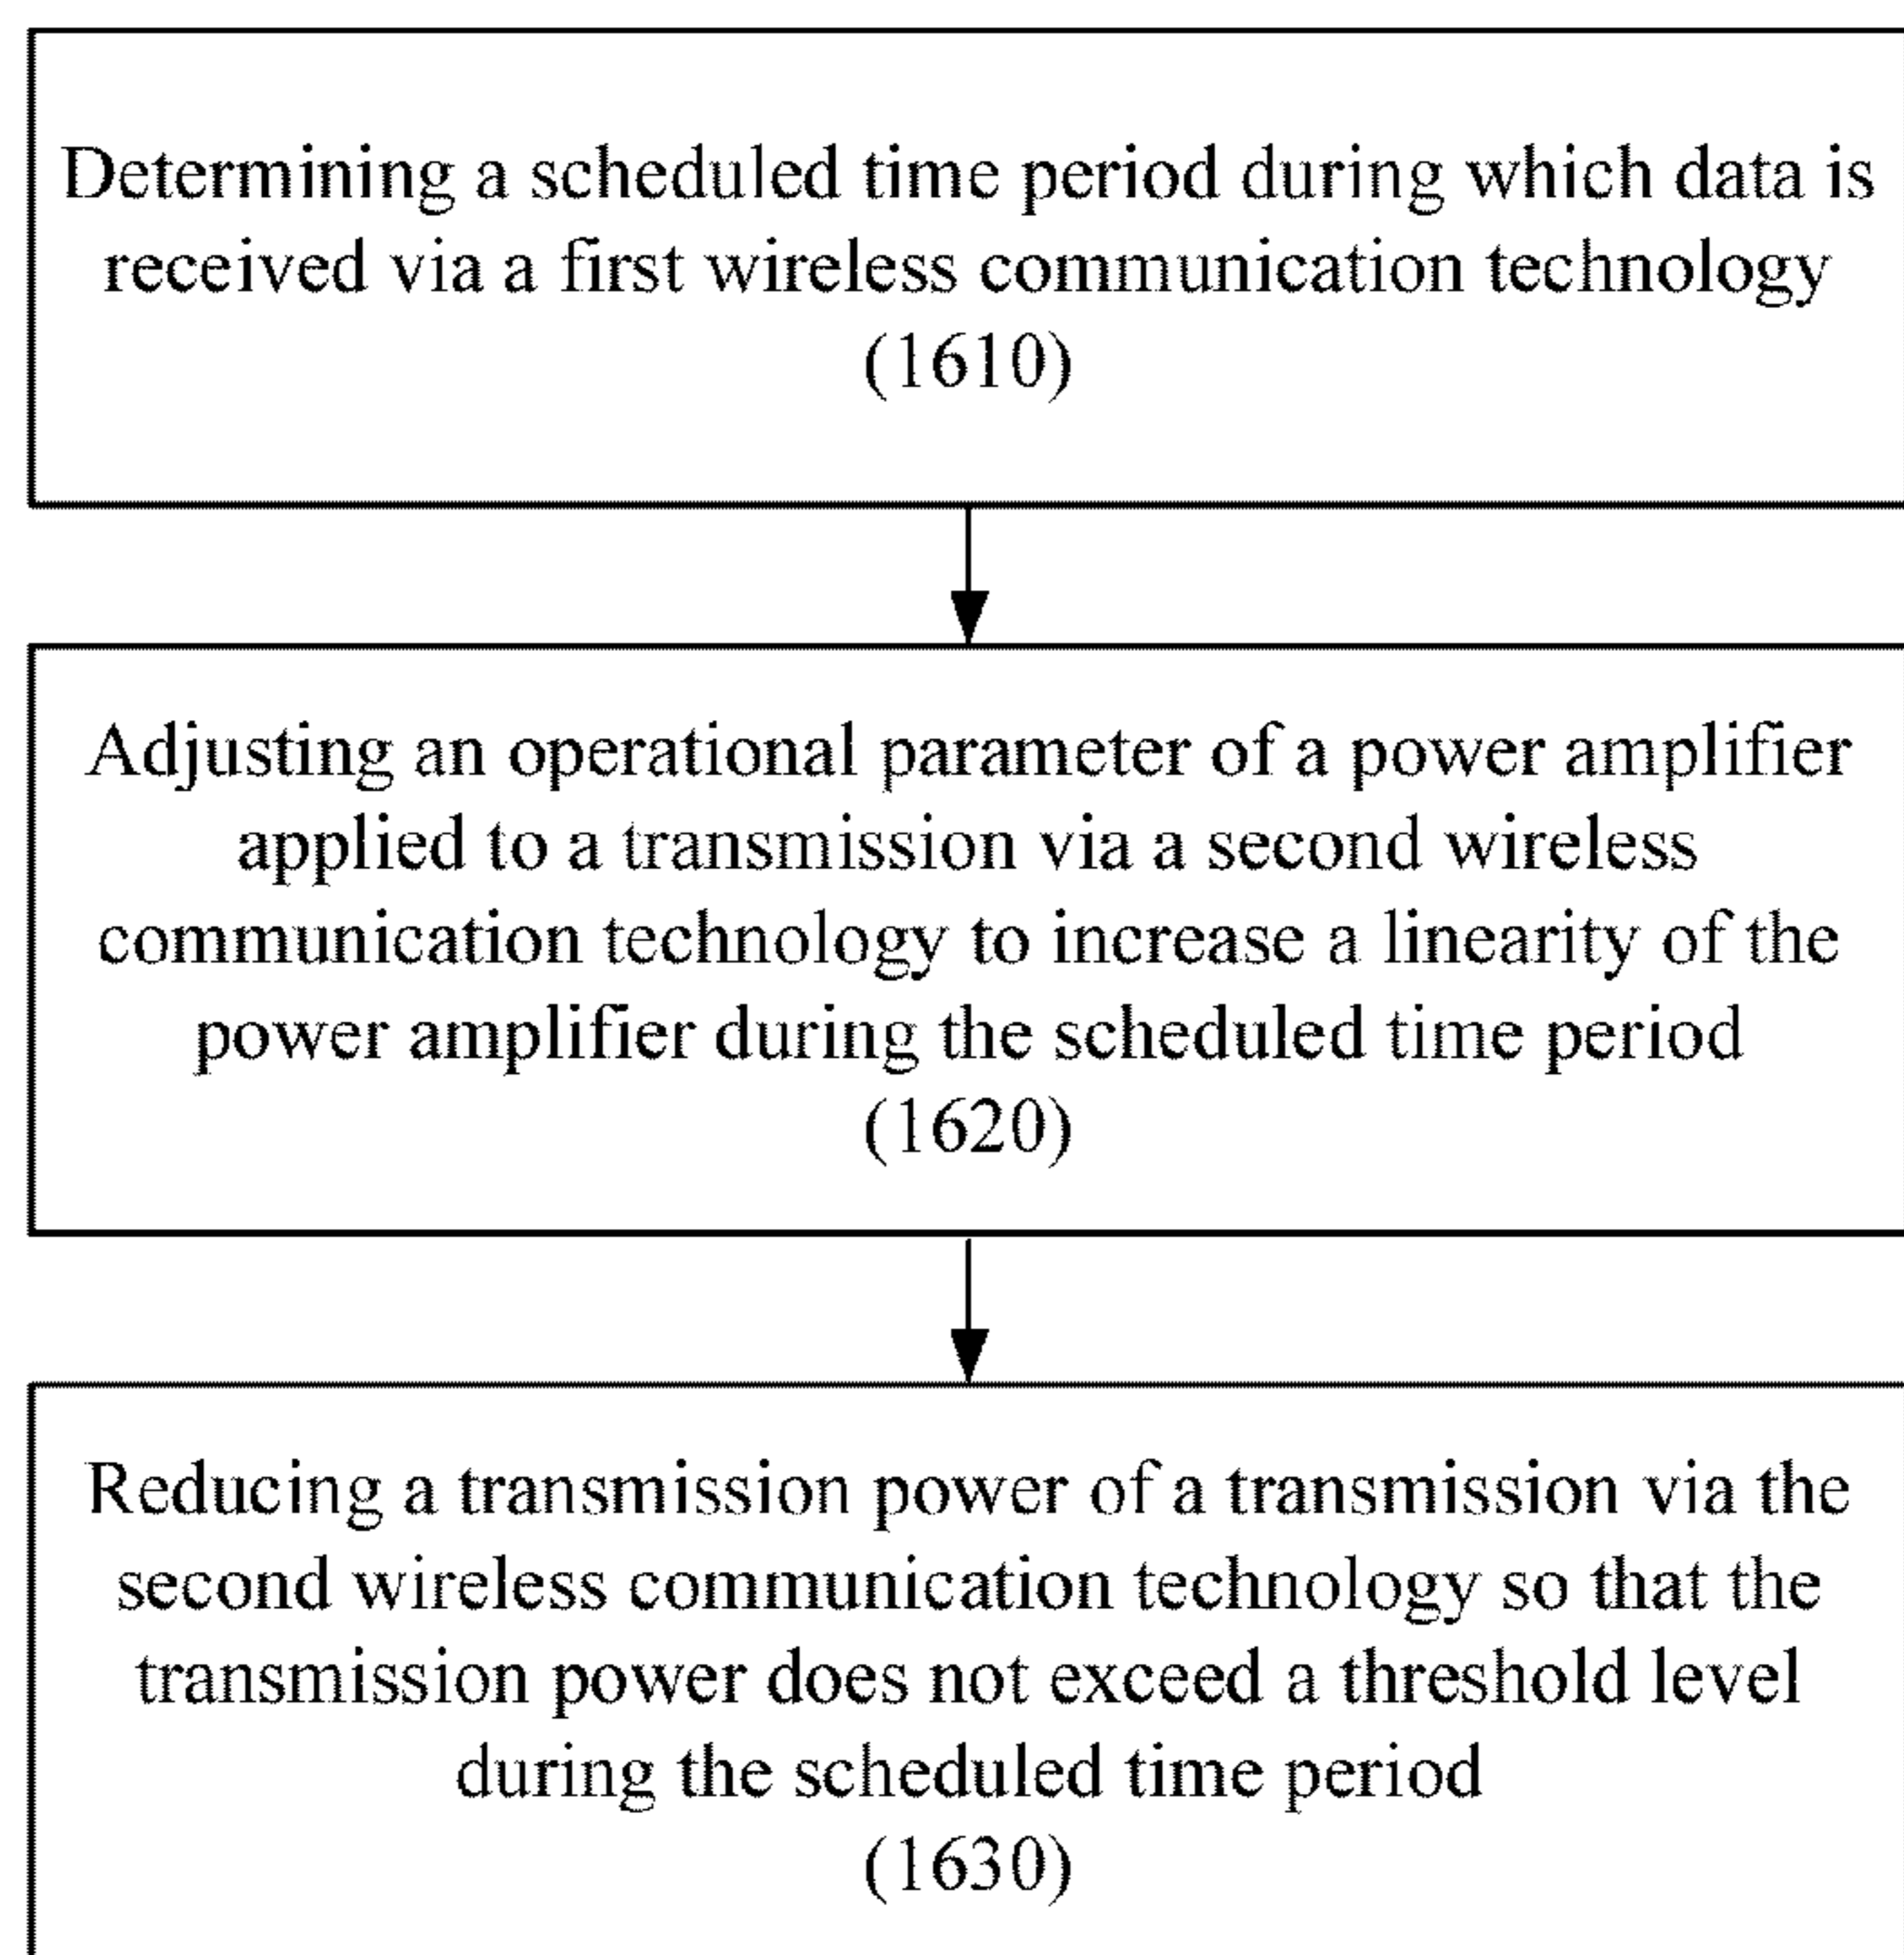 Determining a scheduled time period during which data is
received via a first wireless communication technology
(1610)
Adjusting an operational parameter of a power amplifier
applied to a transmission via a second wireless
communication technology to increase a linearity of the
power amplifier during the scheduled time period
(1620)
Reducing a transmission power of a transmission via the
second wireless communication technology so that the
transmission power does not exceed a threshold level
during the scheduled time period
(1630)